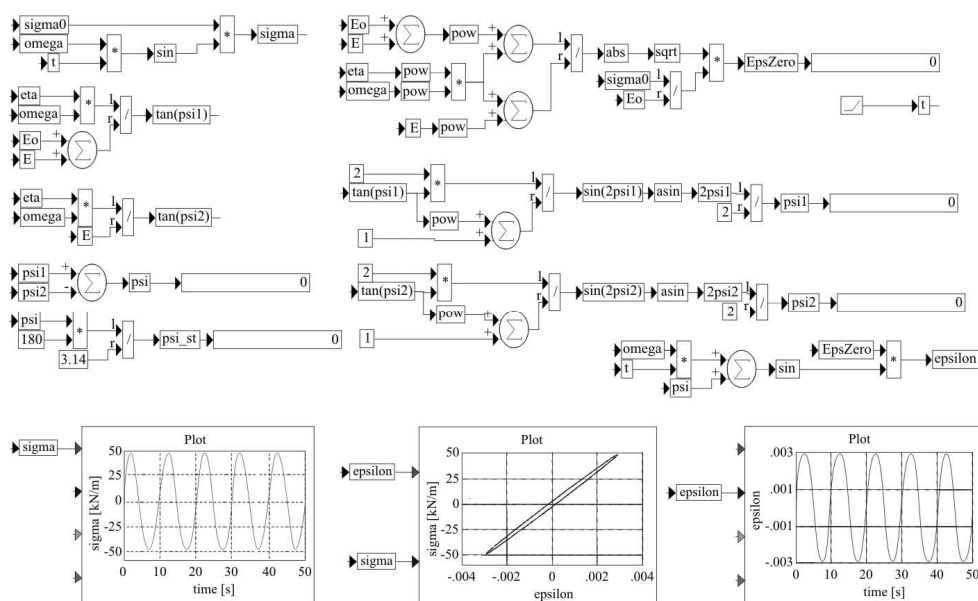 sigma0
omega
t
*
sin
*
sigma
Eo
E
+
+
Σ
pow
+
+
Σ
l
r
/
abs
sqrt
*
EpsZero
0
eta
omega
pow
pow
*
+
+
Σ
E
pow
sigma0
Eo
l
r
/
t
eta
omega
*
l
r
/
tan(psi1)
Eo
E
+
+
Σ
2
tan(psi1)
*
l
r
/
sin(2psi1)
asin
2psi1
2
l
r
/
psi1
0
pow
1
+
+
Σ
eta
omega
*
E
l
r
/
tan(psi2)
psi1
psi2
+
-
Σ
psi
0
2
tan(psi2)
*
l
r
/
sin(2psi2)
asin
2psi2
2
l
r
/
psi2
0
pow
1
+
+
Σ
psi
180
*
3.14
l
r
/
psi_st
0
omega
t
*
psi
+
+
Σ
sin
EpsZero
*
epsilon
sigma
Plot
sigma [kN/m]
50
25
0
-25
-50
0 10 20 30 40 50
time [s]
epsilon
sigma
Plot
sigma [kN/m]
50
25
0
-25
-50
-.004 -.002 0 .002 .004
epsilon
epsilon
Plot
epsilon
.003
.001
-.001
-.003
0 10 20 30 40 50
time [s]